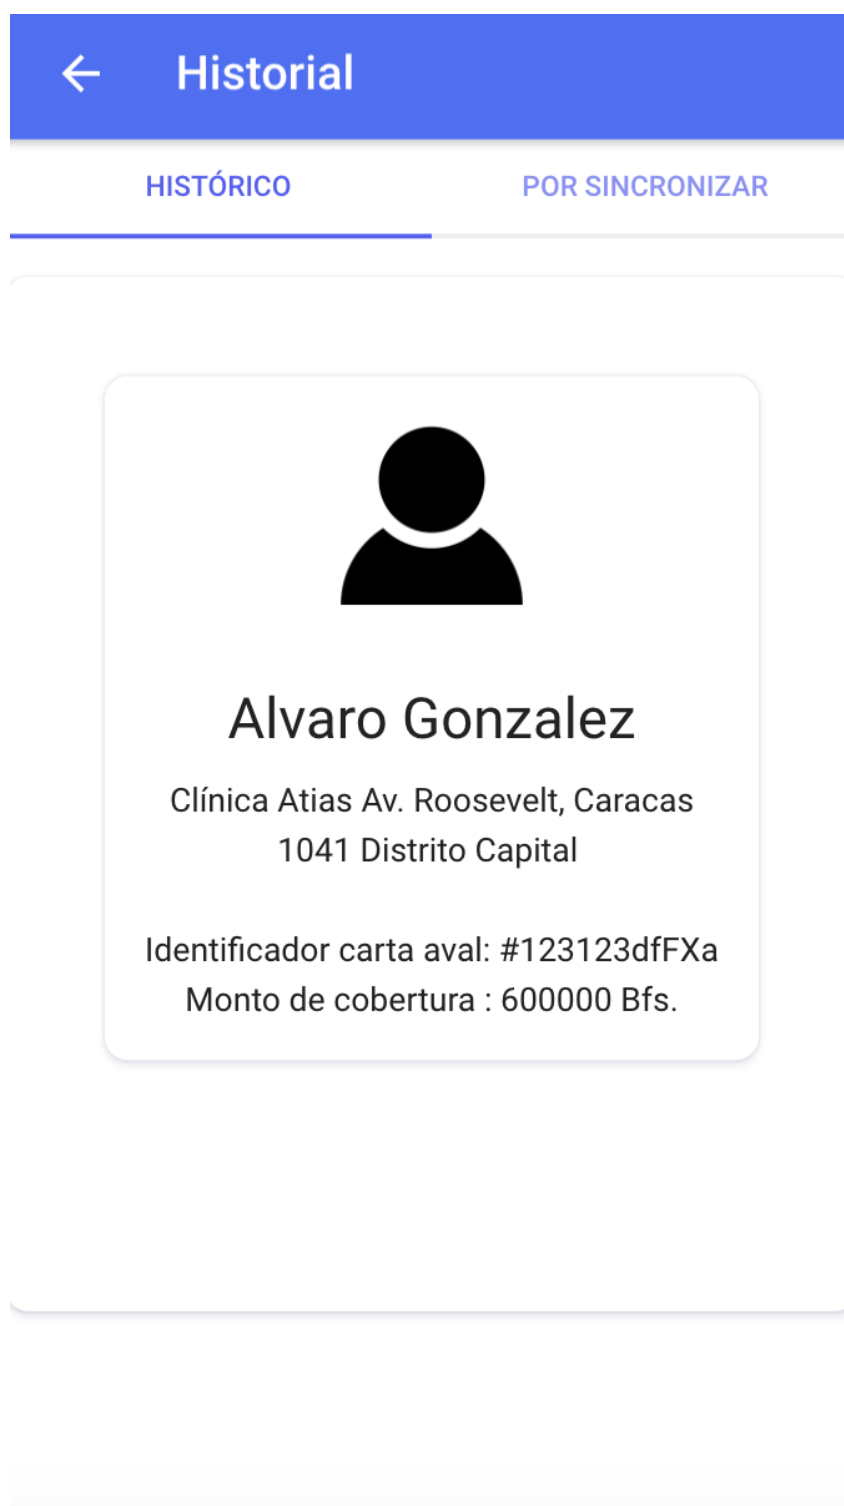 Historial
HISTÓRICO
POR SINCRONIZAR
Alvaro Gonzalez
Clínica Atias Av. Roosevelt, Caracas
1041 Distrito Capital
Identificador carta aval: #123123dfFXa
Monto de cobertura : 600000 Bfs.